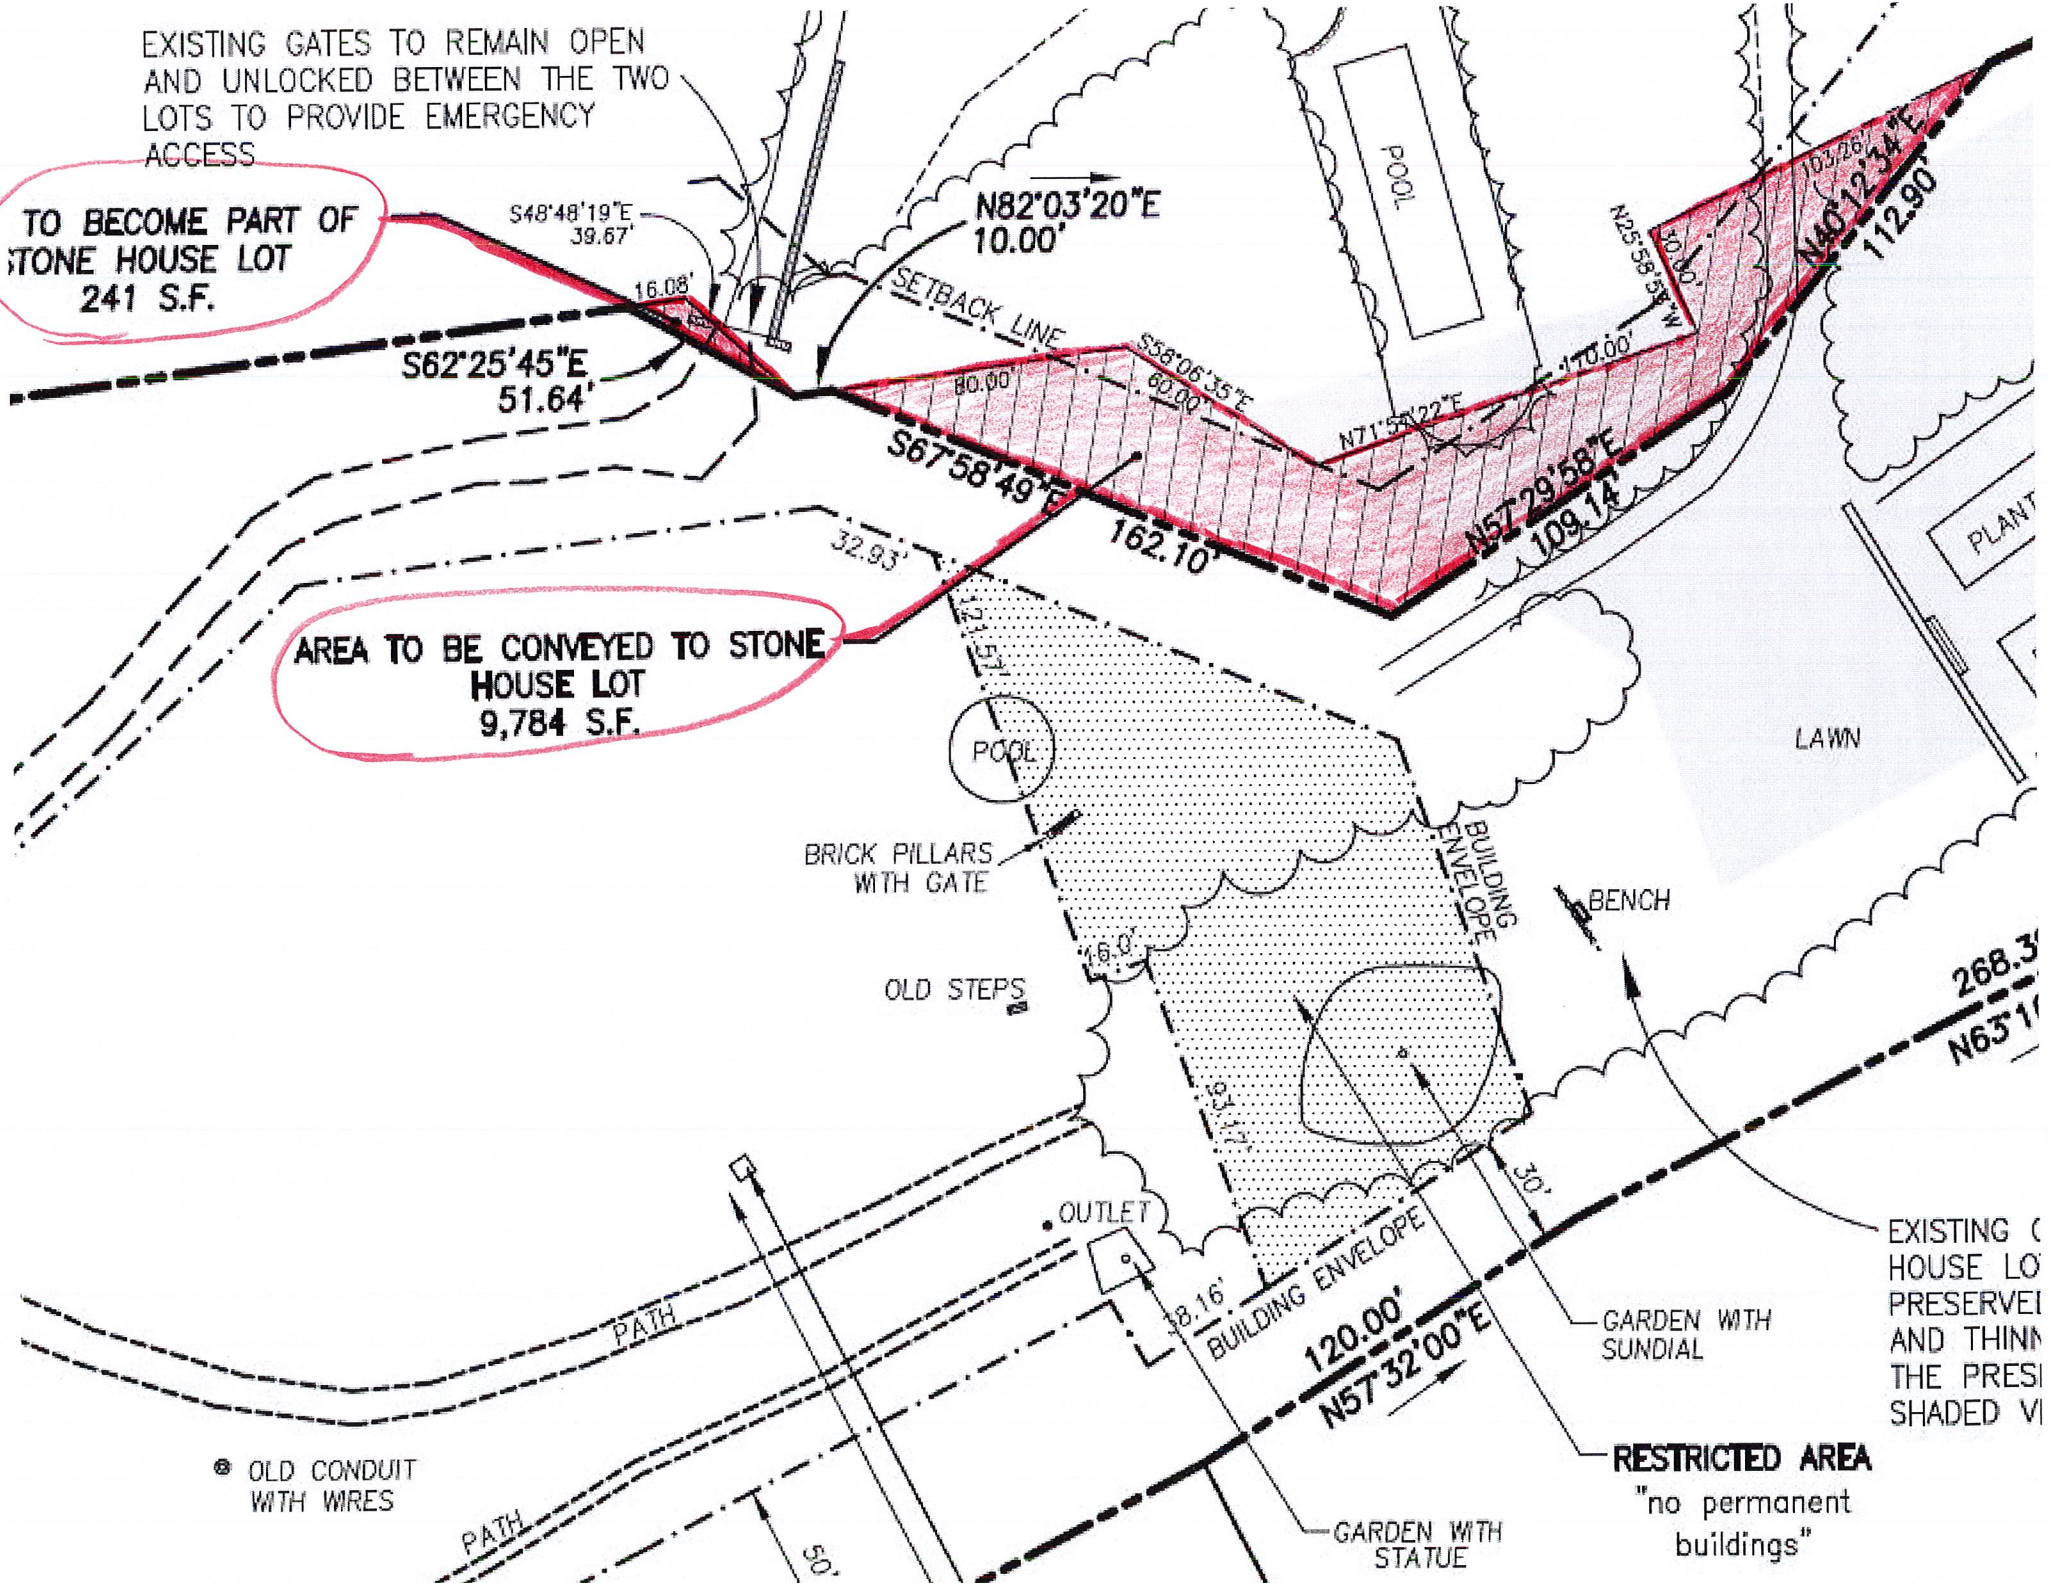 EXISTING GATES TO REMAIN OPEN
AND UNLOCKED BETWEEN THE TWO
LOTS TO PROVIDE EMERGENCY
ACCESS
TO BECOME PART OF
STONE HOUSE LOT
241 S.F.
S48°48'19"E
39.67'
16.08'
N82°03'20"E
10.00'
SETBACK LINE
POOL
S62°25'45"E
51.64'
80.00'
S58°06'35"E
60.00'
110.00'
N25°58'59"W
30.00'
103.26'
N40°12'34"E
112.90'
S67°58'49"E
162.10'
N57°29'58"E
109.14'
PLANT
32.93'
121.57'
AREA TO BE CONVEYED TO STONE
HOUSE LOT
9,784 S.F.
POOL
LAWN
BRICK PILLARS
WITH GATE
BUILDING
ENVELOPE
BENCH
16.0'
OLD STEPS
268.3
N63°1
93.17'
30'
OUTLET
EXISTING
HOUSE LO
PRESERVE
AND THINN
THE PRES
SHADED V
38.16'
BUILDING ENVELOPE
120.00'
N57°32'00"E
GARDEN WITH
SUNDIAL
PATH
OLD CONDUIT
WITH WIRES
PATH
50'
GARDEN WITH
STATUE
RESTRICTED AREA
"no permanent
buildings"